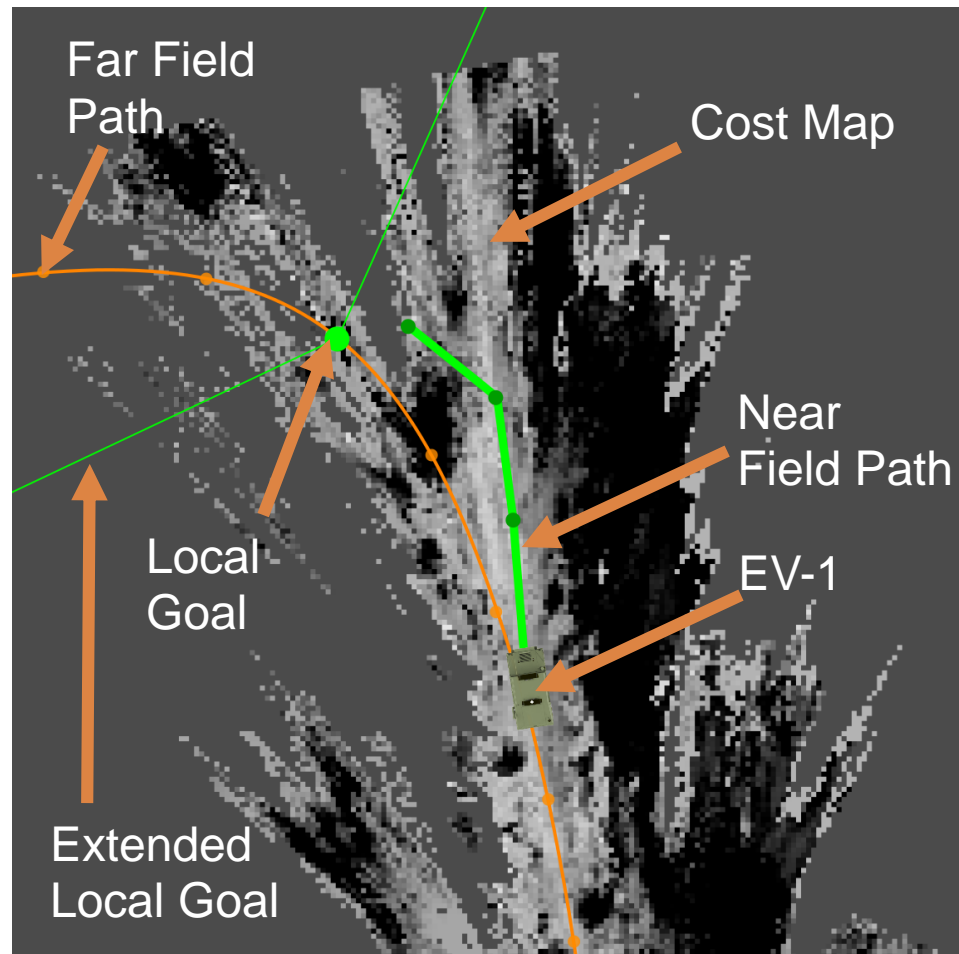 Far Field
Path
Cost Map
Near
Field Path
Local
Goal
EV-1
Extended
Local Goal